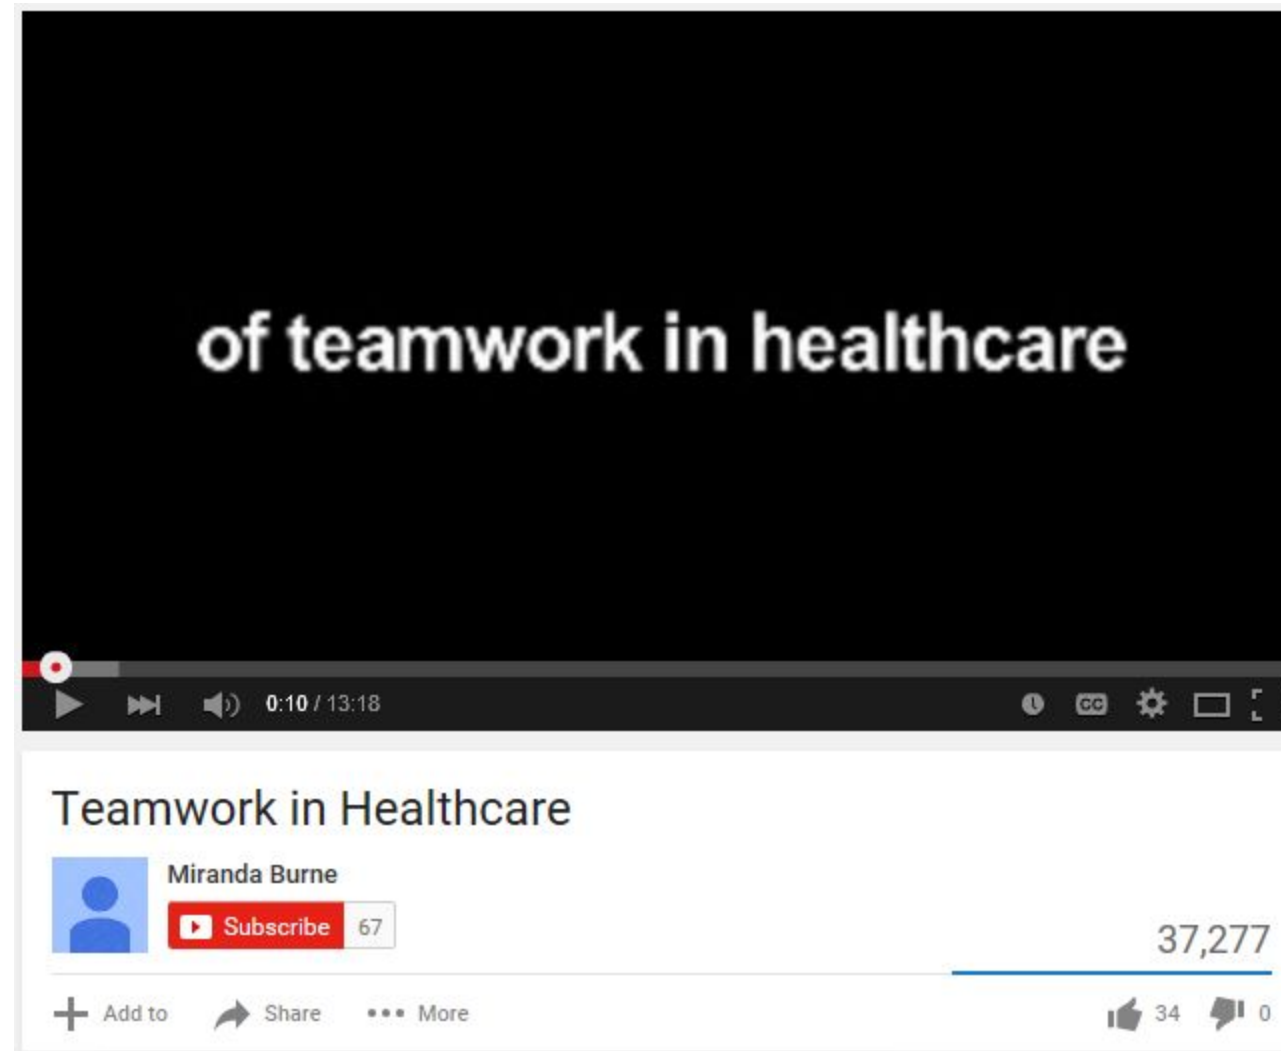 of teamwork in healthcare
0:10 / 13:18
CC
Teamwork in Healthcare
Miranda Burne
Subscribe 67
37,277
Add to Share More 34 0